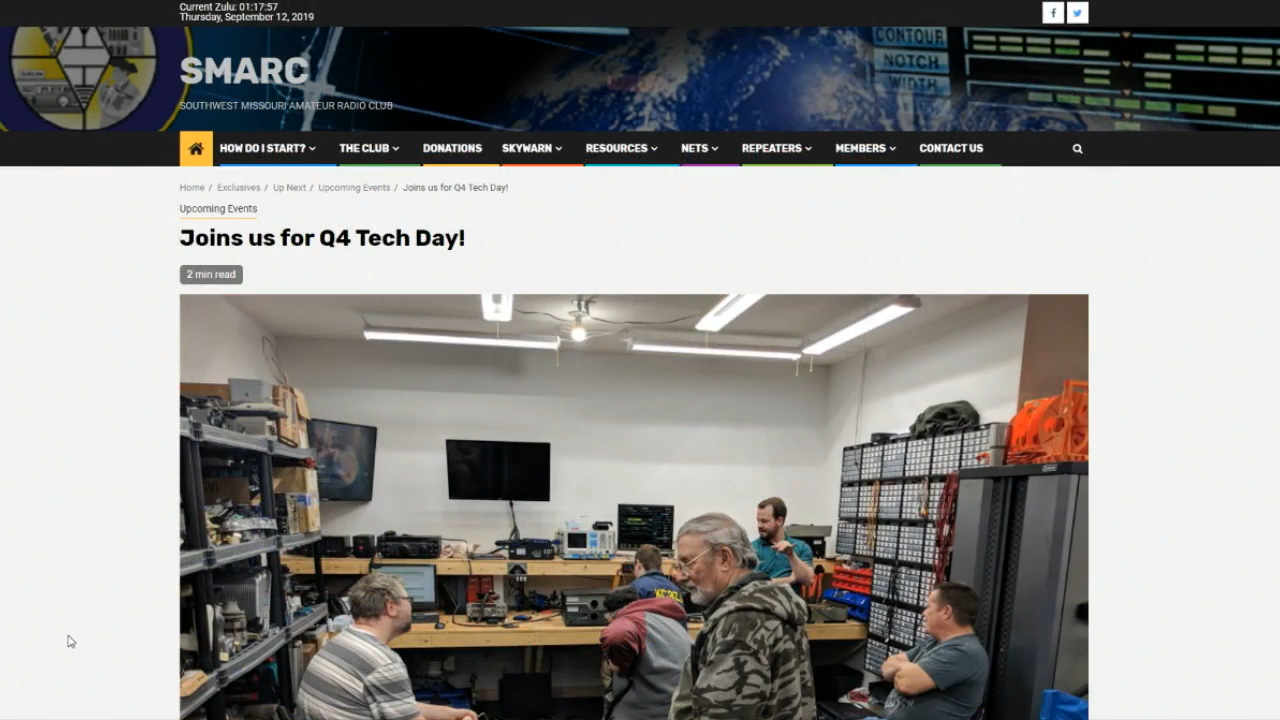 Current Zulu: 01:17:57
Thursday, September 12, 2019
CONTOUR
NOTCH
WIDTH
SMARC
SOUTHWEST MISSOURI AMATEUR RADIO CLUB
HOW DO I START? THE CLUB DONATIONS SKYWARN RESOURCES NETS REPEATERS MEMBERS CONTACT US
Home / Exclusives / Up Next / Upcoming Events / Joins us for Q4 Tech Day!
Upcoming Events
Joins us for Q4 Tech Day!
2 min read